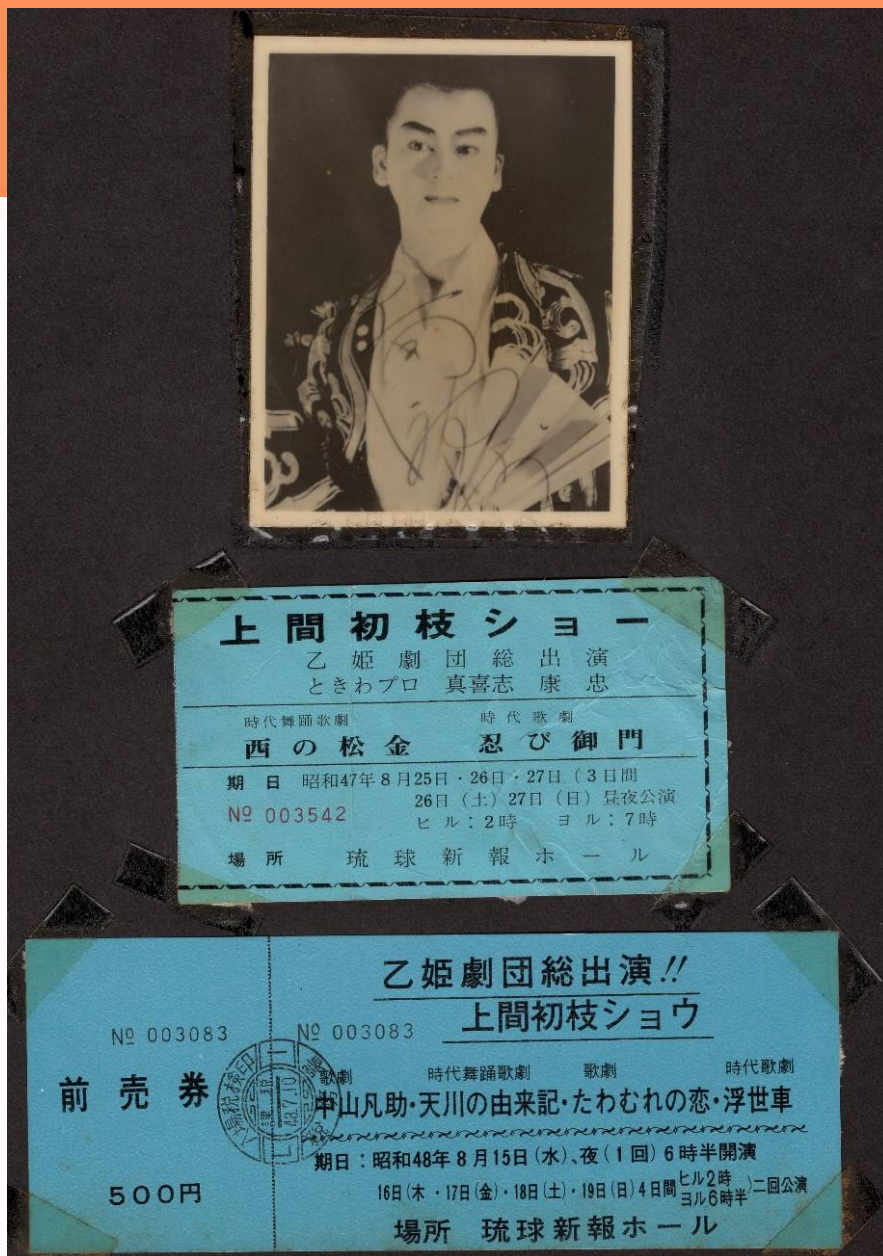 上間初枝ショー
乙姫劇団総出演
ときわプロ 真喜志 康忠
時代舞踊歌劇 時代歌劇
西の松金 忍び御門
期日 昭和47年8月25日・26日・27日(3日間
26日(土)27日(日)昼夜公演
№ 003542
ヒル:2時 ヨル:7時
場所 琉球新報ホール
乙姫劇団総出演!!
上間初枝ショウ
№ 003083
№ 003083
前売券
歌劇 時代舞踊歌劇 歌劇 時代歌劇
中山凡助・天川の由来記・たわむれの恋・浮世車
期日:昭和48年8月15日(水)、夜(1回)6時半開演
16日(木・17日(金)・18日(土)・19日(日)4日間 ヒル2時 ヨル6時半)二回公演
500円
場所 琉球新報ホール
入場税検印
48.7.10